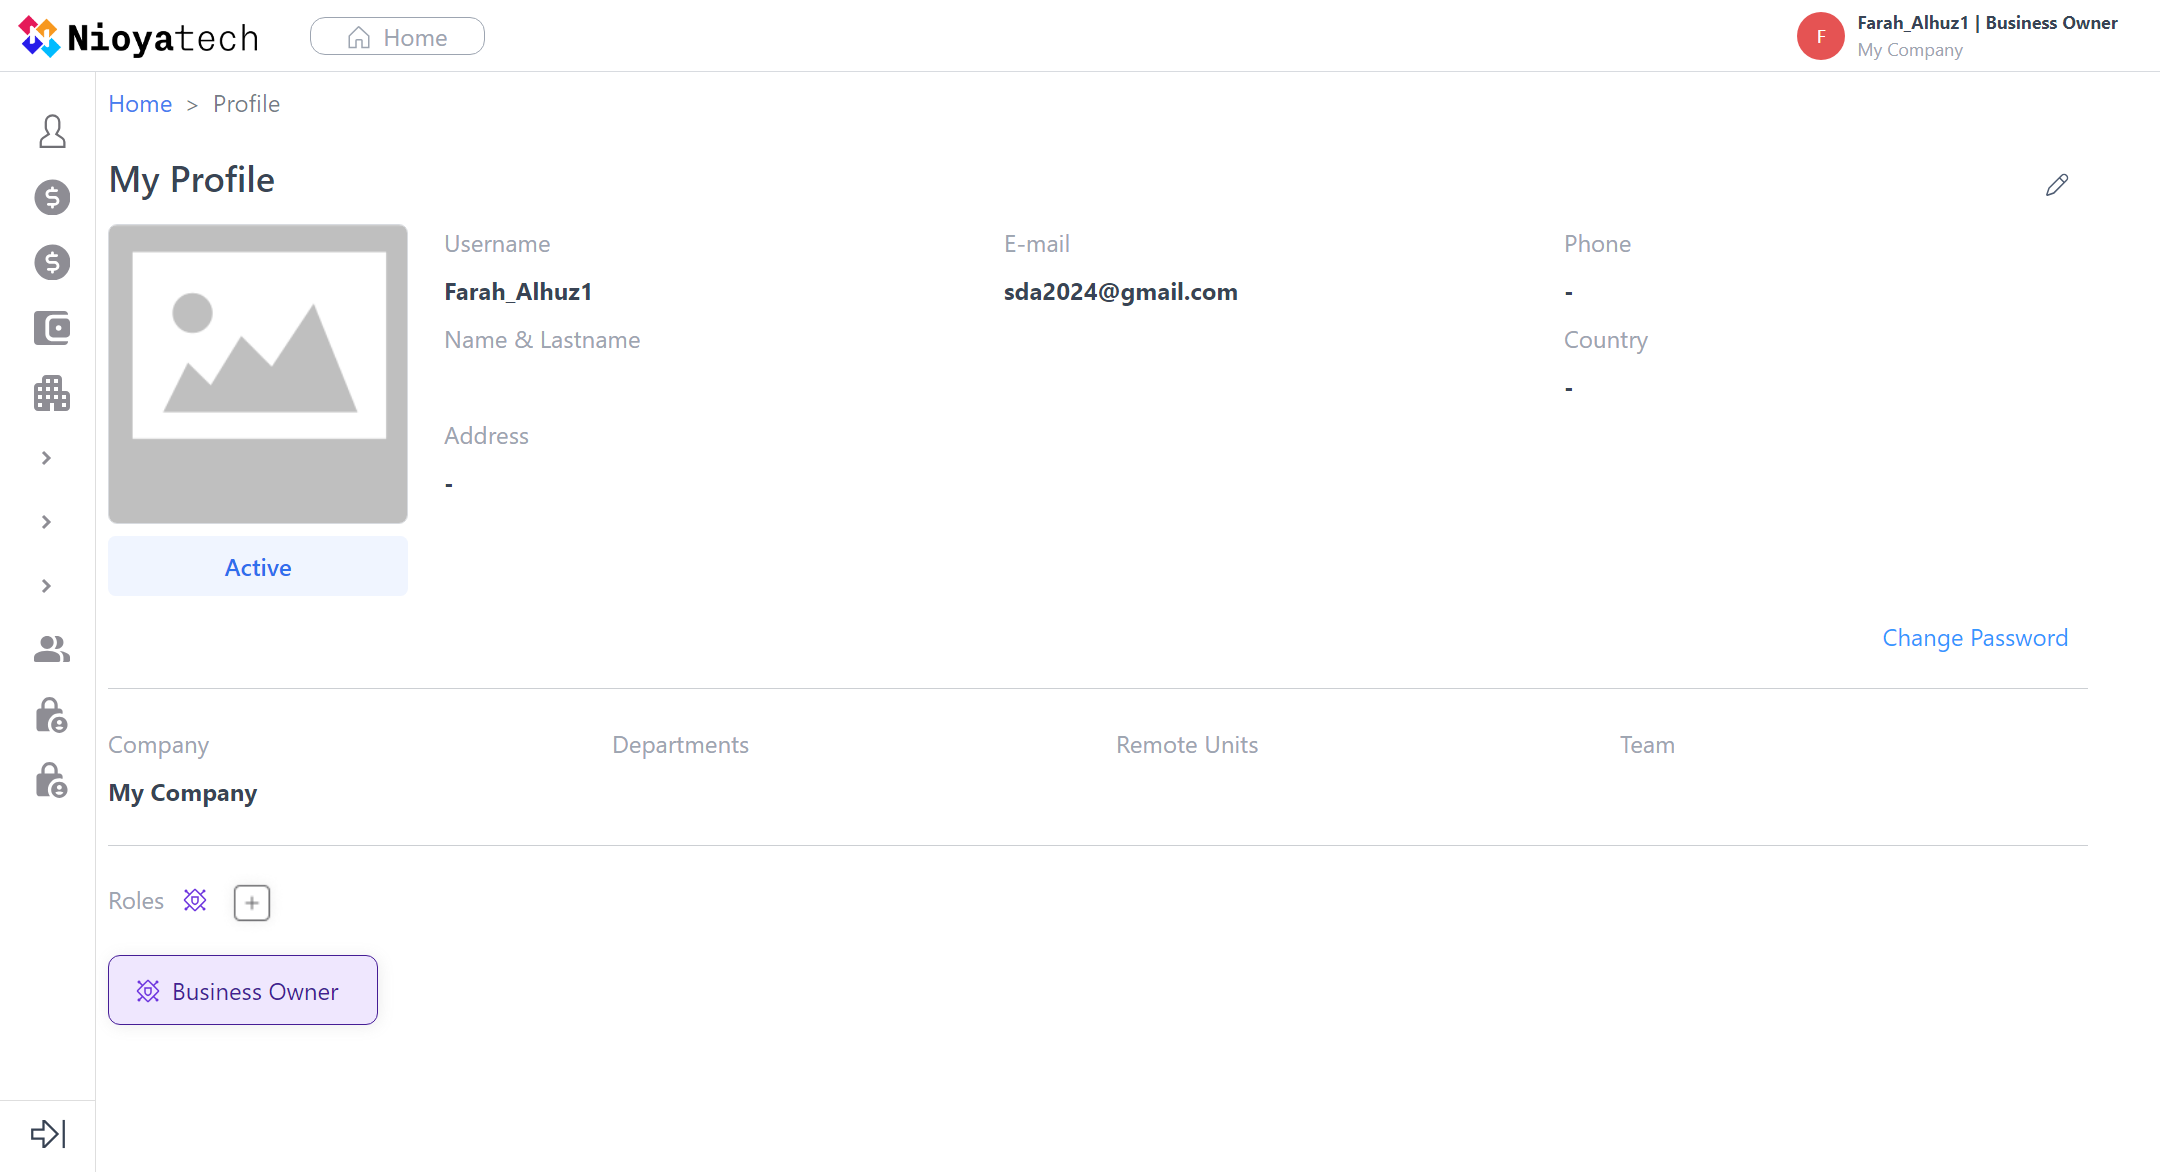 Nioyatech
Home
F
Farah_Alhuz1 | Business Owner
My Company
Home > Profile
My Profile
Username
E-mail
Phone
Farah_Alhuz1
sda2024@gmail.com
-
Name & Lastname
Country
-
Address
-
Active
Change Password
Company
Departments
Remote Units
Team
My Company
Roles
Business Owner